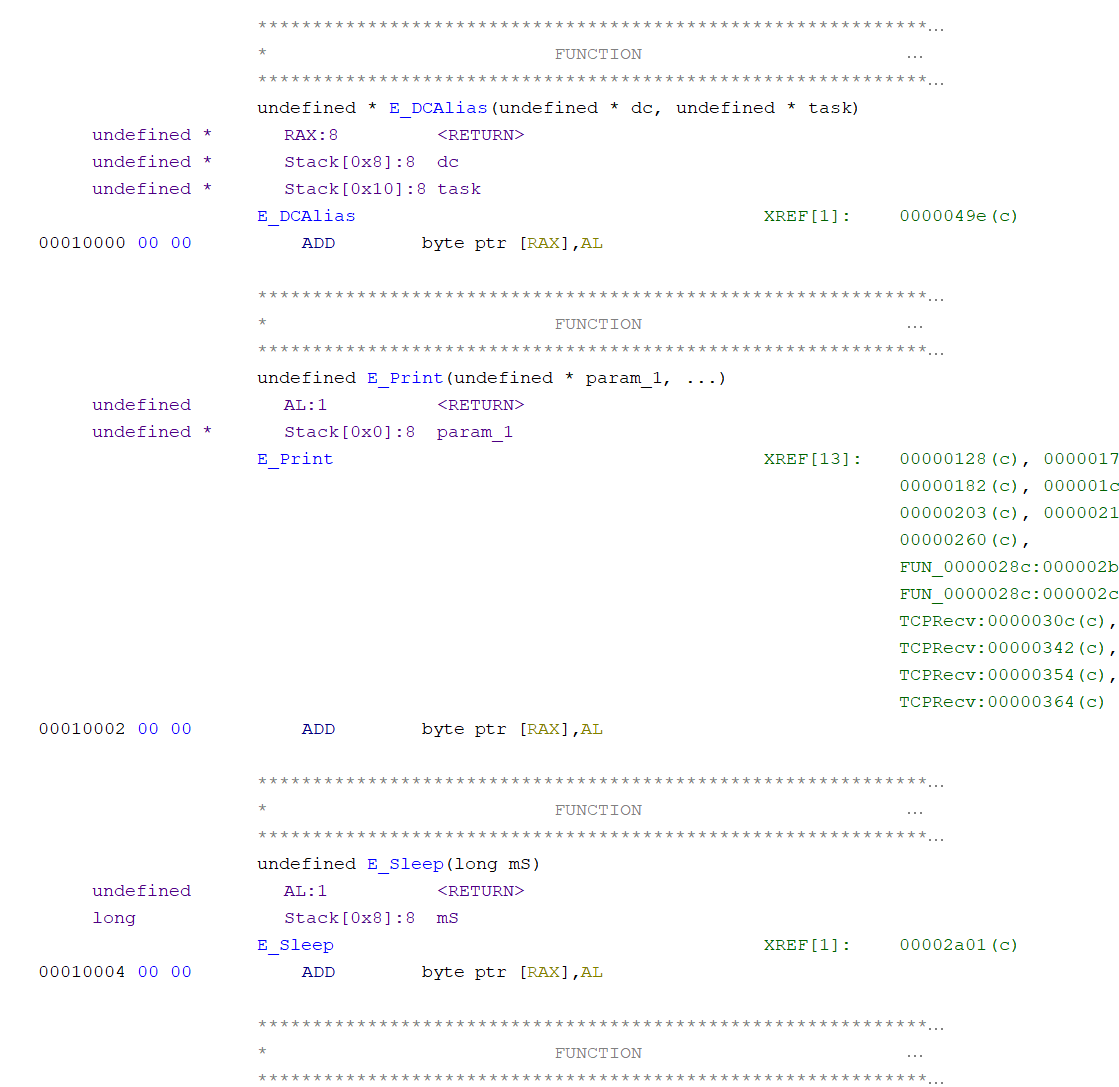 ******************************************************************...
* FUNCTION ...
******************************************************************...
undefined * E_DCAlias(undefined * dc, undefined * task)
undefined * RAX:8 <RETURN>
undefined * Stack[0x8]:8 dc
undefined * Stack[0x10]:8 task
E_DCAlias XREF[1]: 0000049e(c)
00010000 00 00 ADD byte ptr [RAX],AL
******************************************************************...
* FUNCTION ...
******************************************************************...
undefined E_Print(undefined * param_1, ...)
undefined AL:1 <RETURN>
undefined * Stack[0x0]:8 param_1
E_Print XREF[13]: 00000128(c), 0000017
00000182(c), 000001c
00000203(c), 0000021
00000260(c),
FUN_0000028c:000002b
FUN_0000028c:000002c
TCPRecv:0000030c(c),
TCPRecv:00000342(c),
TCPRecv:00000354(c),
TCPRecv:00000364(c)
00010002 00 00 ADD byte ptr [RAX],AL
******************************************************************...
* FUNCTION ...
******************************************************************...
undefined E_Sleep(long mS)
undefined AL:1 <RETURN>
long Stack[0x8]:8 mS
E_Sleep XREF[1]: 00002a01(c)
00010004 00 00 ADD byte ptr [RAX],AL
******************************************************************...
* FUNCTION ...
******************************************************************...